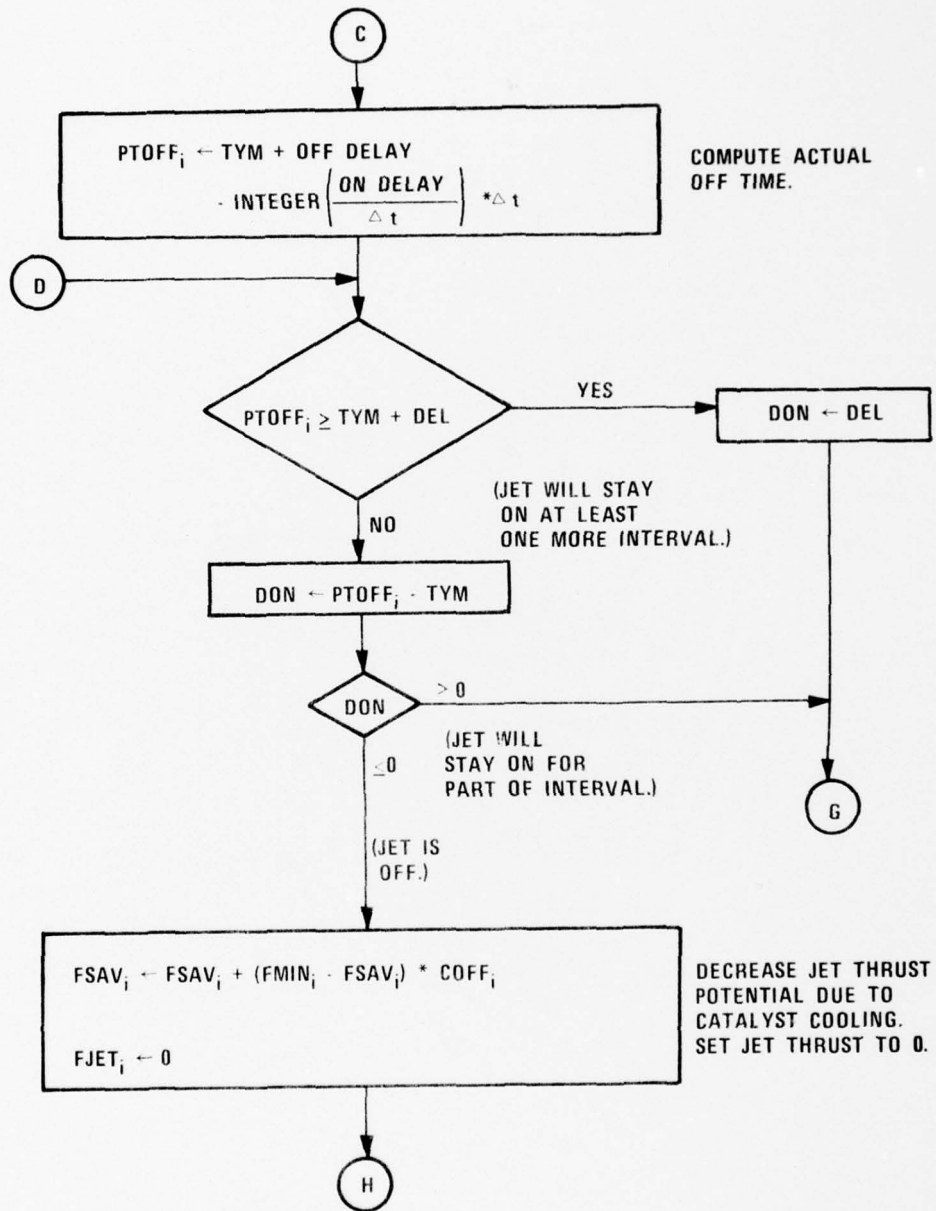 C
PTOFFi ← TYM + OFF DELAY
- INTEGER (ON DELAY / Δt) *Δt
COMPUTE ACTUAL
OFF TIME.
D
PTOFFi ≥ TYM + DEL
YES
DON ← DEL
(JET WILL STAY
ON AT LEAST
ONE MORE INTERVAL.)
NO
DON ← PTOFFi - TYM
DON
> 0
(JET WILL
STAY ON FOR
PART OF INTERVAL.)
≤0
G
(JET IS
OFF.)
FSAVi ← FSAVi + (FMINi - FSAVi) * COFFi
FJETi ← 0
DECREASE JET THRUST
POTENTIAL DUE TO
CATALYST COOLING.
SET JET THRUST TO 0.
H